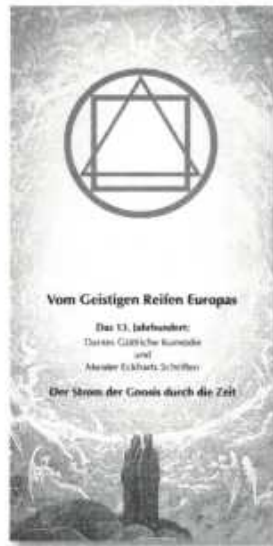 Vom Geistigen Reifen Europas
Das 13. Jahrhundert:
Dantes Göttliche Komödie
und
Meister Eckharts Schriften
Der Strom der Gnosis durch die Zeit